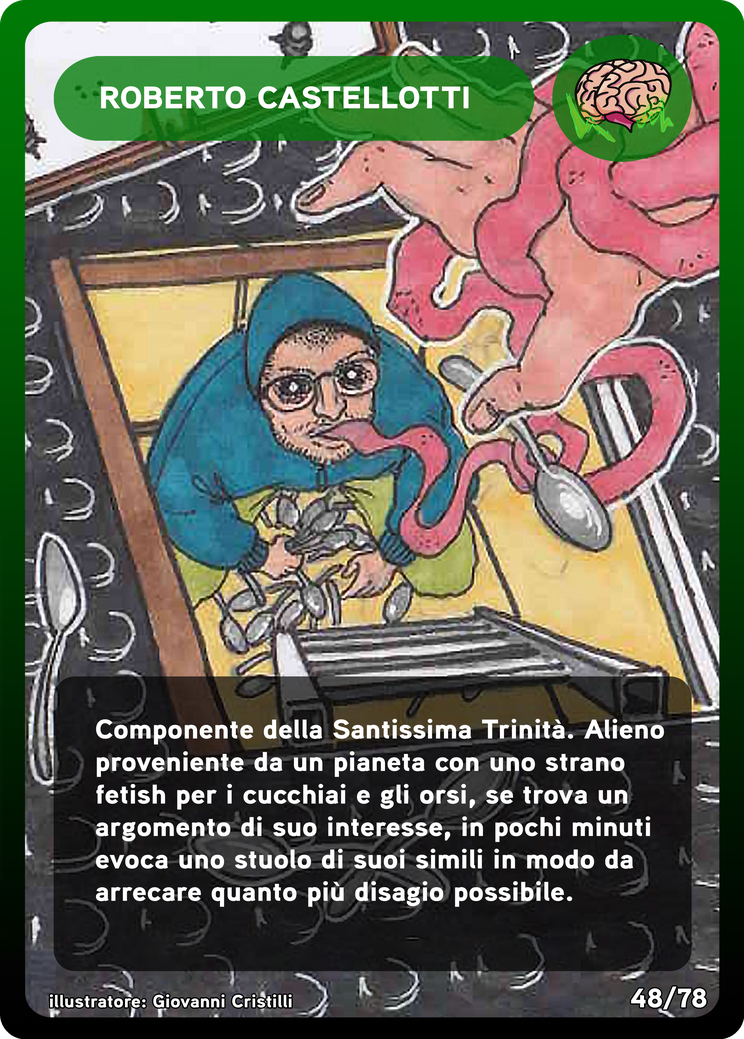 ROBERTO CASTELLOTTI
Componente della Santissima Trinità. Alieno
proveniente da un pianeta con uno strano
fetish per i cucchiai e gli orsi, se trova un
argomento di suo interesse, in pochi minuti
evoca uno stuolo di suoi simili in modo da
arrecare quanto più disagio possibile.
illustratore: Giovanni Cristilli
48/78